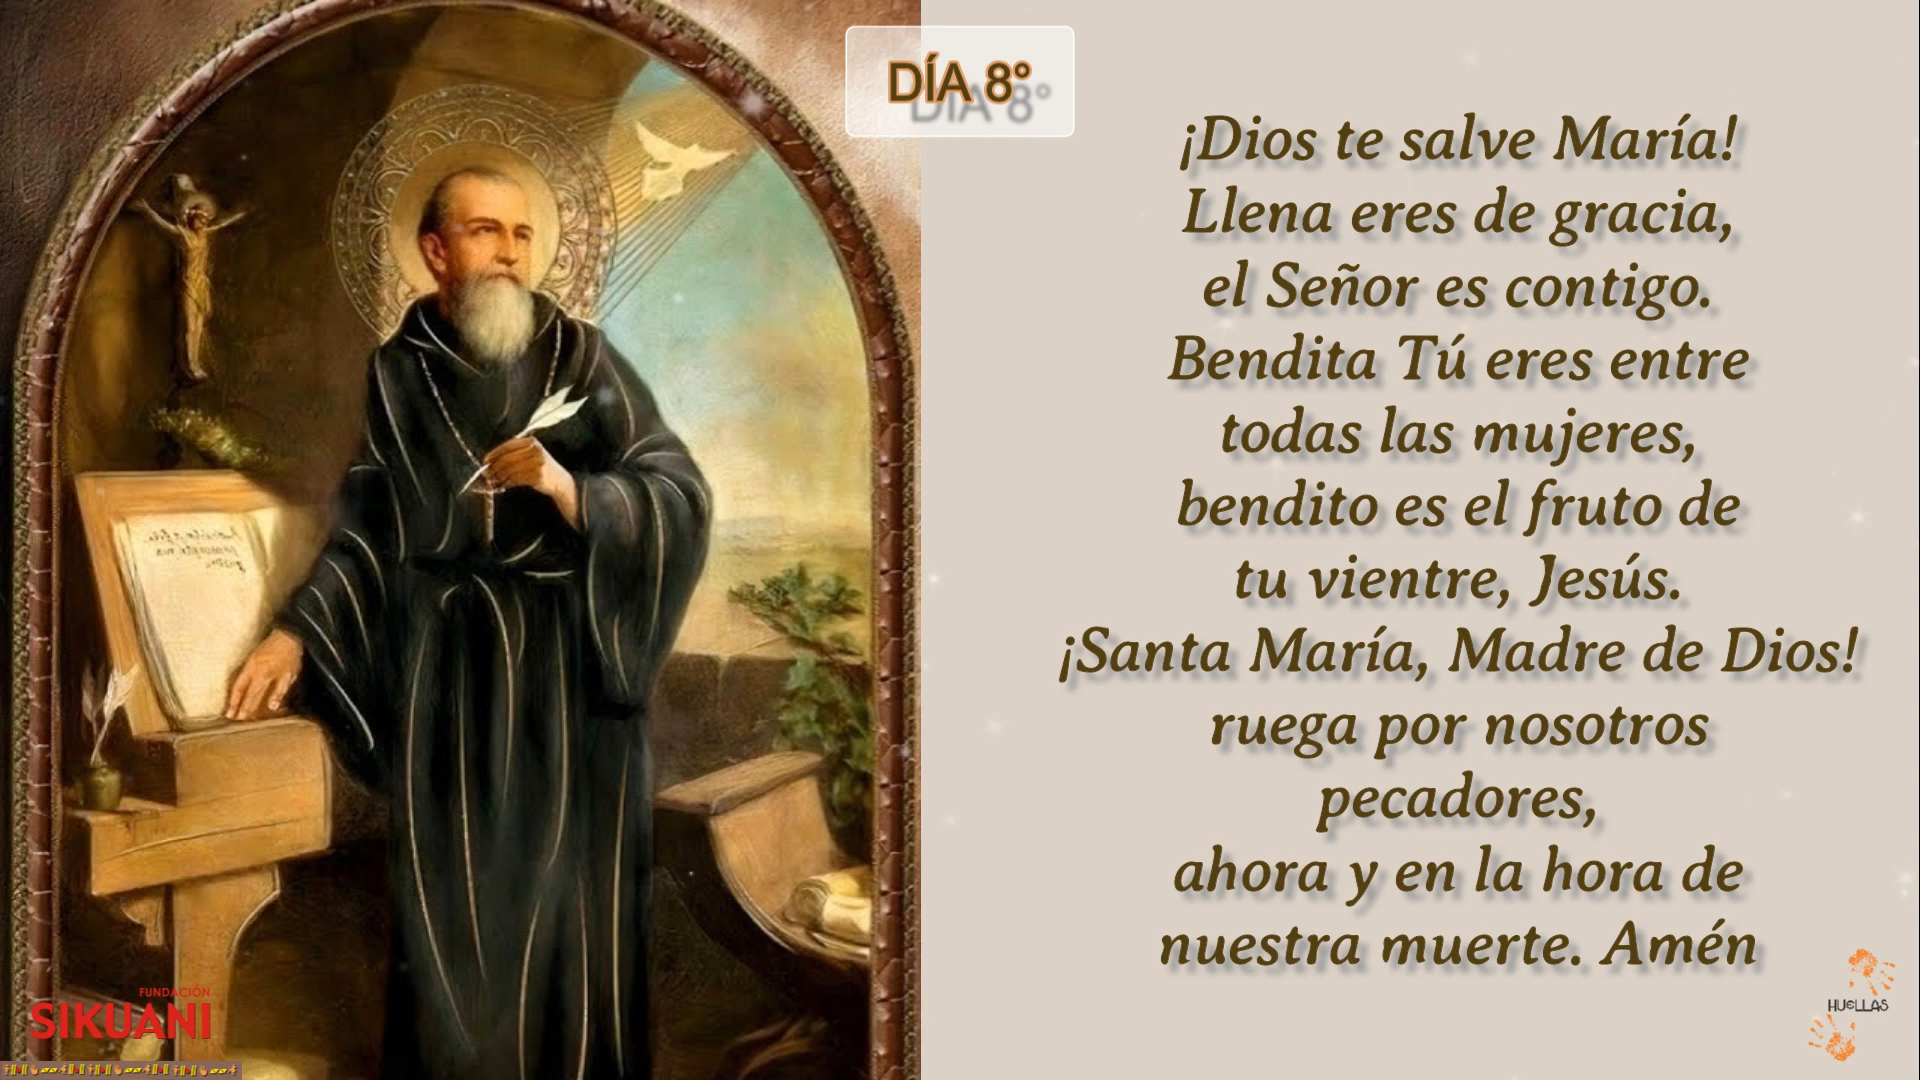 DÍA 8°
¡Dios te salve María!
Llena eres de gracia,
el Señor es contigo.
Bendita Tú eres entre
todas las mujeres,
bendito es el fruto de
tu vientre, Jesús.
¡Santa María, Madre de Dios!
ruega por nosotros
pecadores,
ahora y en la hora de
nuestra muerte. Amén
FUNDACIÓN
SIKUANI
HUELLAS